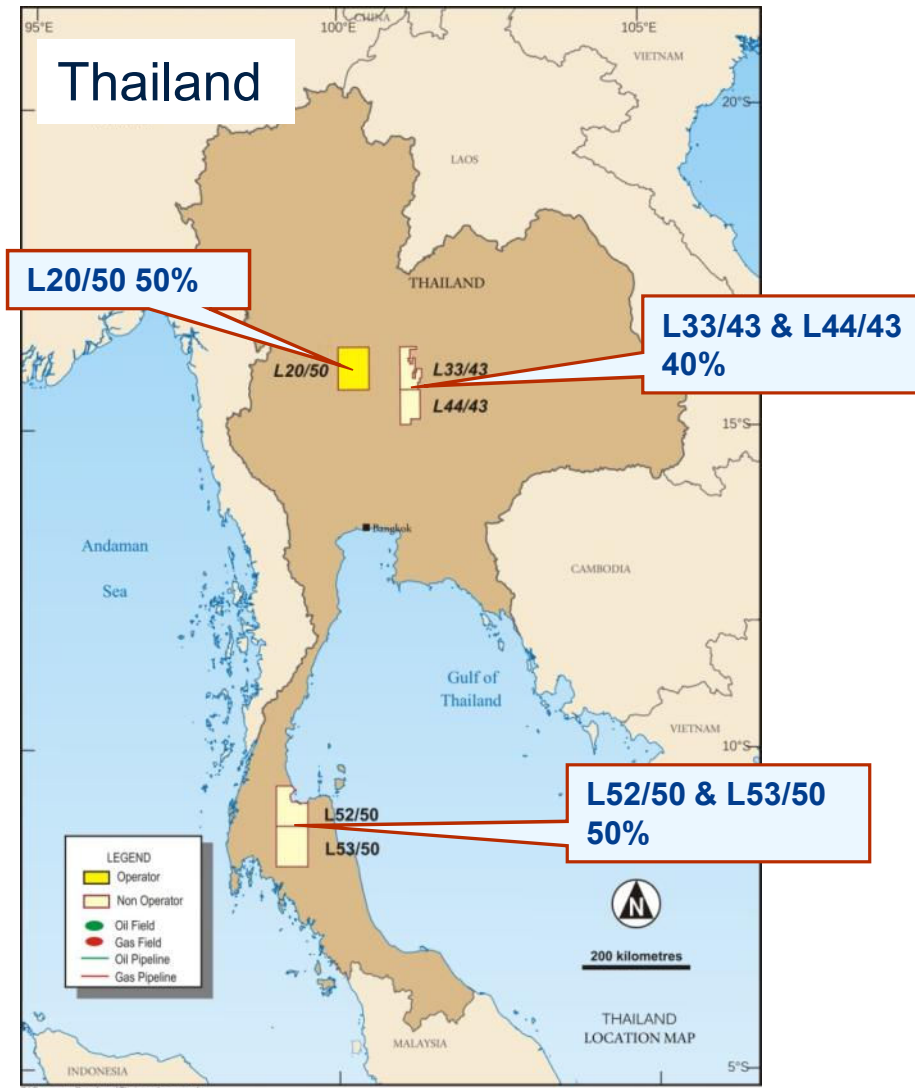 95°E
100°E
105°E
CHINA
VIETNAM
Thailand
20°S
LAOS
L20/50 50%
THAILAND
L33/43 & L44/43
40%
L20/50
L33/43
L44/43
15°S
Bangkok
Andaman
Sea
CAMBODIA
Gulf of
Thailand
VIETNAM
10°S
L52/50 & L53/50
50%
L52/50
L53/50
LEGEND
Operator
Non Operator
Oil Field
Gas Field
Oil Pipeline
Gas Pipeline
N
200 kilometres
THAILAND
LOCATION MAP
MALAYSIA
INDONESIA
5°S